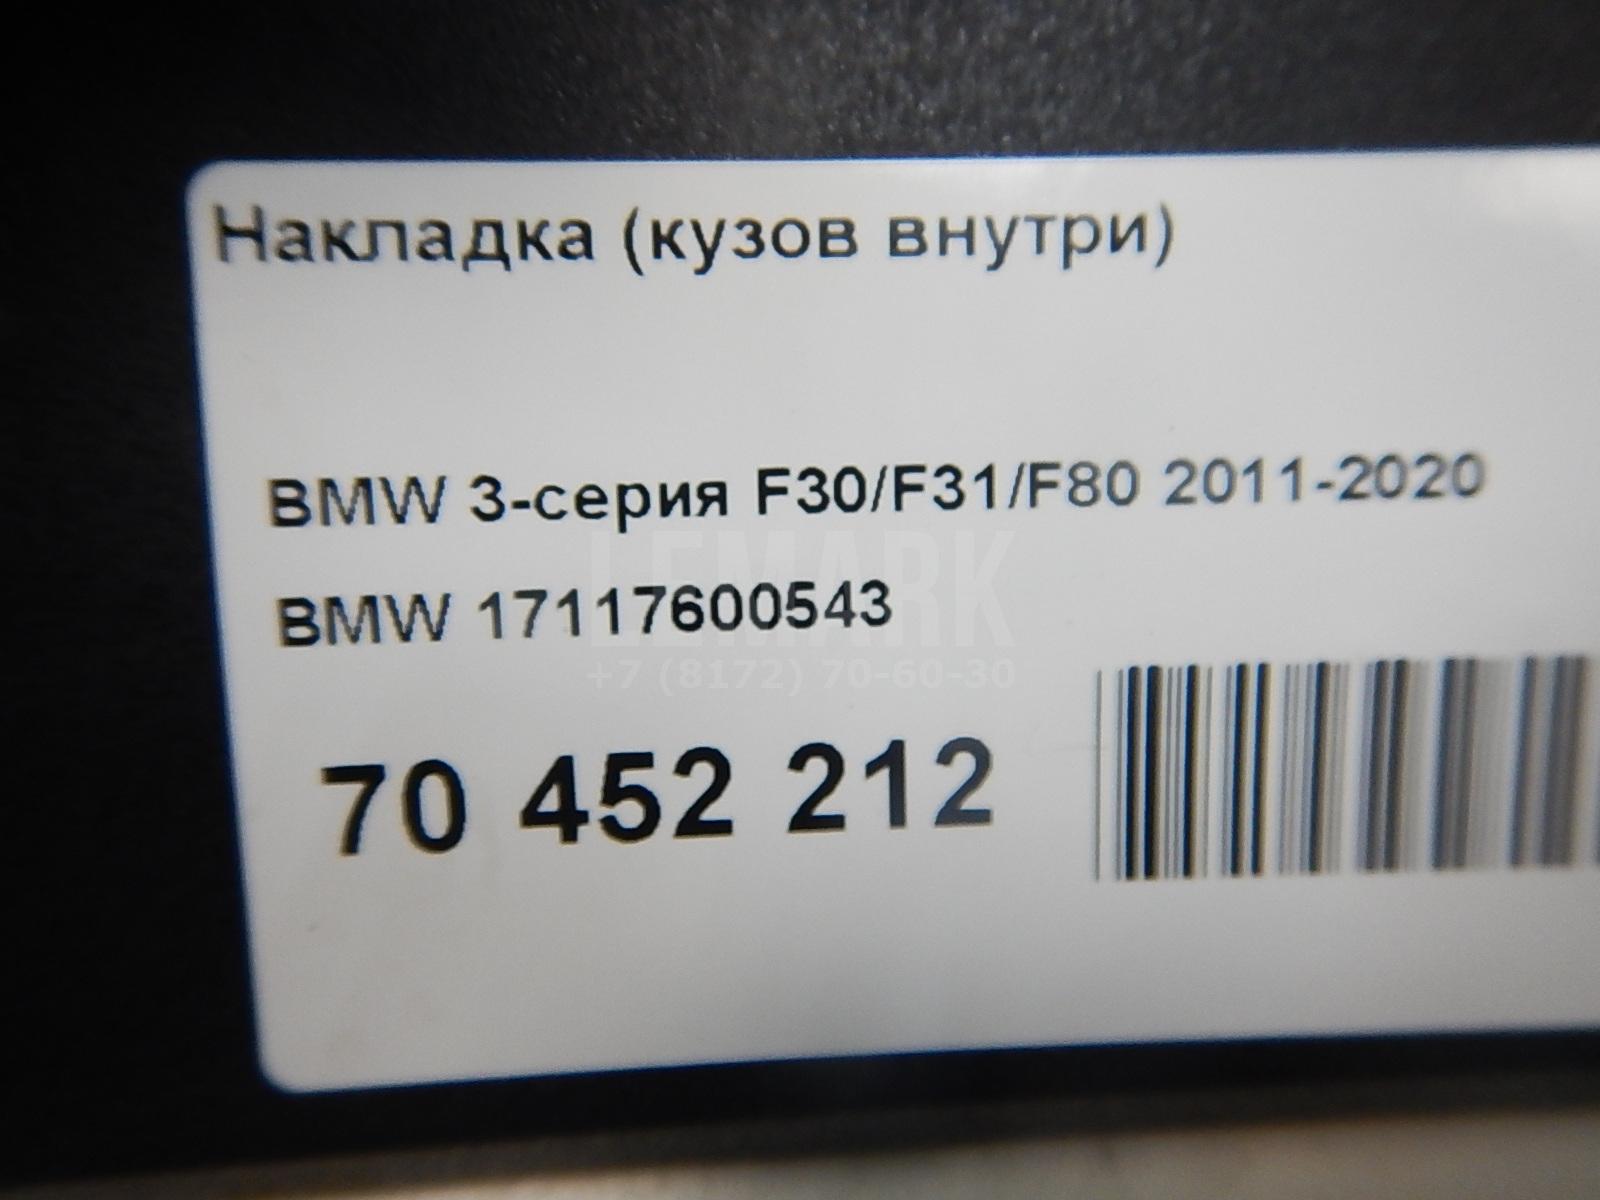 Накладка (кузов внутри)
BMW 3-серия F30/F31/F80 2011-2020
BMW 17117600543
LEMARK
+7 (8172) 70-60-30
70 452 212